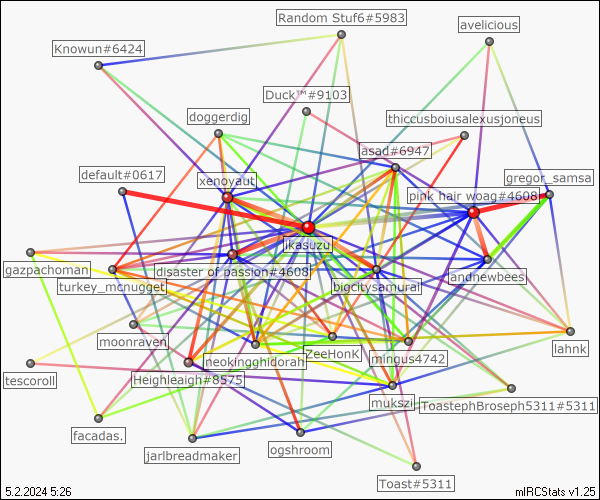 Random Stuf6#5983
avelicious
Knowun#6424
Duck™#9103
doggerdig
thiccusboiusalexusjoneus
asad#6947
default#0617
xenoyaut
gregor_samsa
pink hair woag#4608
jikasuzu
gazpachoman
disaster of passion#4608
andnewbees
turkey_mcnugget
bigcitysamurai
moonraven
neokingghidorah
ZeeHonK
mingus4742
lahnk
tescoroll
Heighleaigh#8575
mukszi
ToastephBroseph5311#5311
facadas.
jarlbreadmaker
ogshroom
Toast#5311
5.2.2024 5:26
mIRCStats v1.25